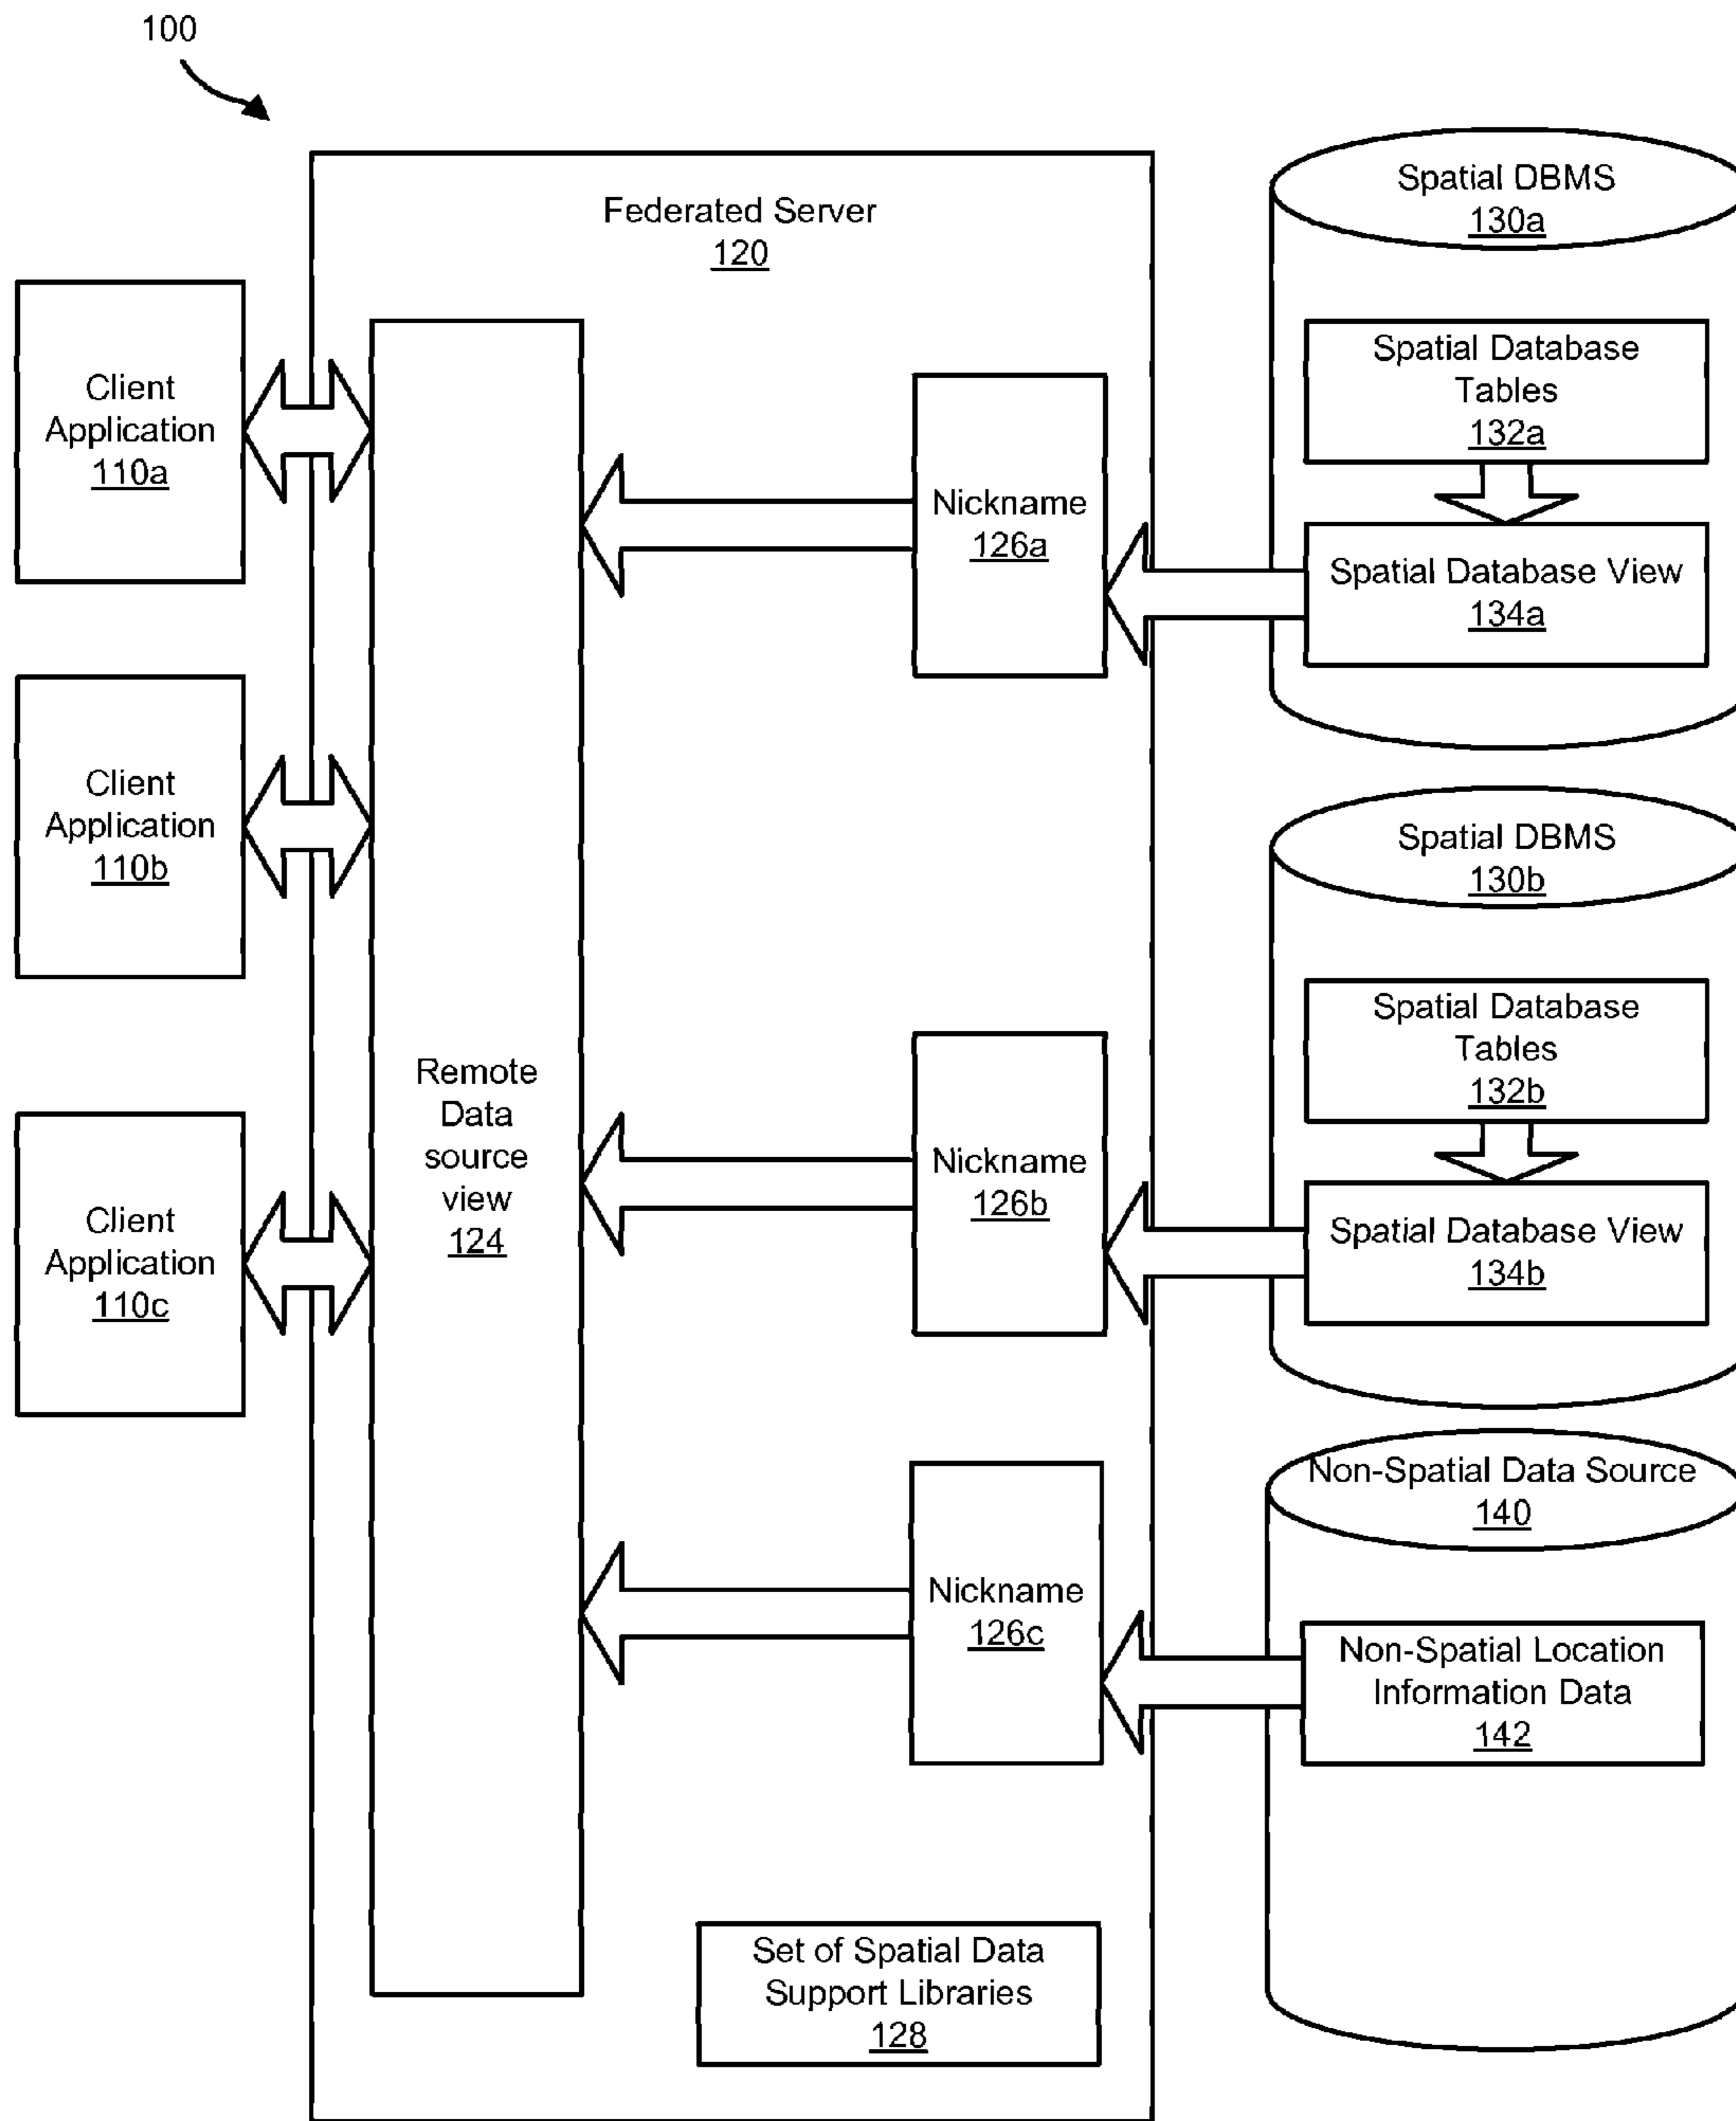 100
Federated Server
120
Client
Application
110a
Client
Application
110b
Client
Application
110c
Remote
Data
source
view
124
Nickname
126a
Nickname
126b
Nickname
126c
Set of Spatial Data
Support Libraries
128
Spatial DBMS
130a
Spatial Database
Tables
132a
Spatial Database View
134a
Spatial DBMS
130b
Spatial Database
Tables
132b
Spatial Database View
134b
Non-Spatial Data Source
140
Non-Spatial Location
Information Data
142